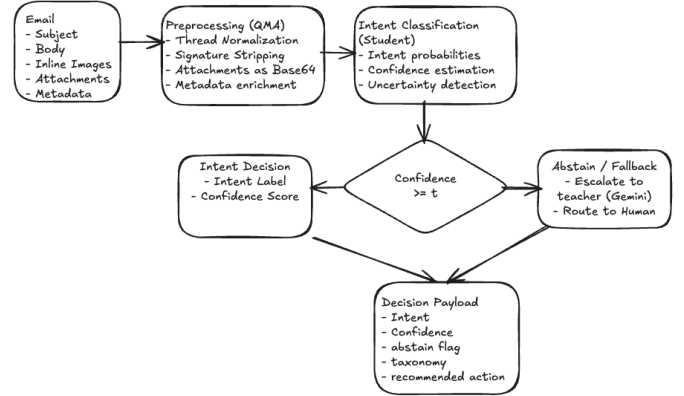 Email
- Subject
- Body
- Inline Images
- Attachments
- Metadata
Preprocessing (QMA)
- Thread Normalization
- Signature Stripping
- Attachments as Base64
- Metadata enrichment
Intent Classification
(Student)
- Intent probabilities
- Confidence estimation
- Uncertainty detection
Confidence
>= t
Intent Decision
- Intent Label
- Confidence Score
Abstain / Fallback
- Escalate to
teacher (Gemini)
- Route to Human
Decision Payload
- Intent
- Confidence
- abstain flag
- taxonomy
- recommended action